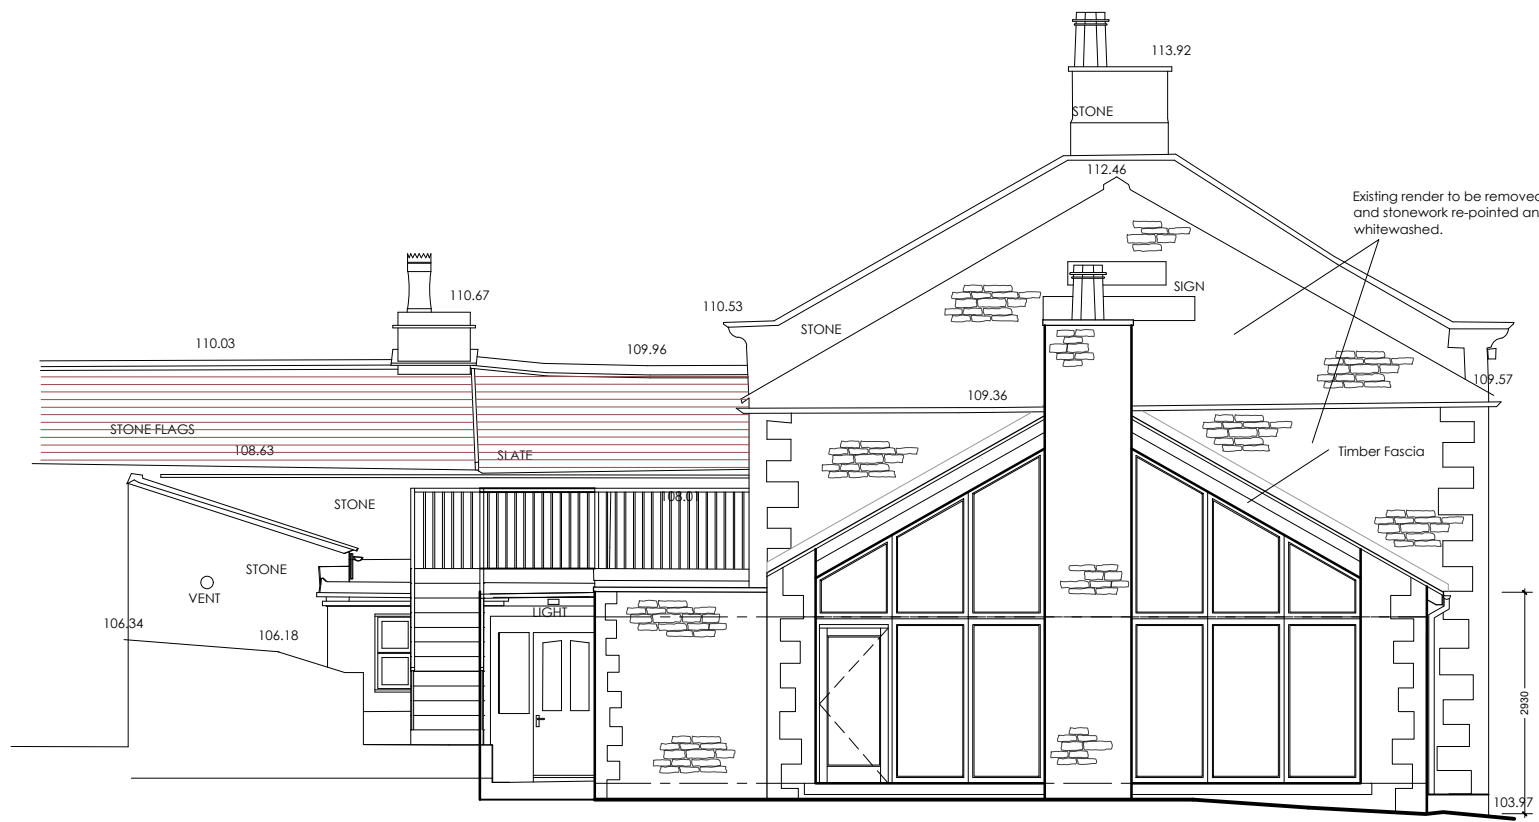 113.92
STONE
112.46
Existing render to be removed
and stonework re-pointed an
whitewashed.
SIGN
110.67
110.53
STONE
110.03
109.96
109.57
109.36
STONE FLAGS
108.63
SLATE
Timber Fascia
108.01
STONE
STONE
VENT
LIGHT
106.34
106.18
2930
103.97